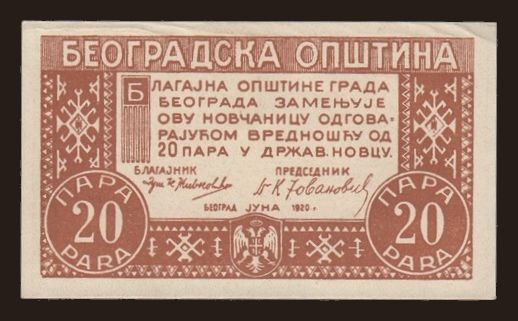 БЕОГРАДСКА ОПШТИНА
БЛАГАЈНА ОПШТИНЕ ГРАДА
БЕОГРАДА ЗАМЕЊУЈЕ
ОВУ НОВЧАНИЦУ ОДГОВА-
РАЈУЋОМ ВРЕДНОШЋУ ОД
20 ПАРА У ДРЖАВ. НОВЦУ.
БЛАГАЈНИК ПРЕДСЕДНИК
БЕОГРАД ЈУНА 1920 г.
ПАРА
20
PARA
ПАРА
20
PARA